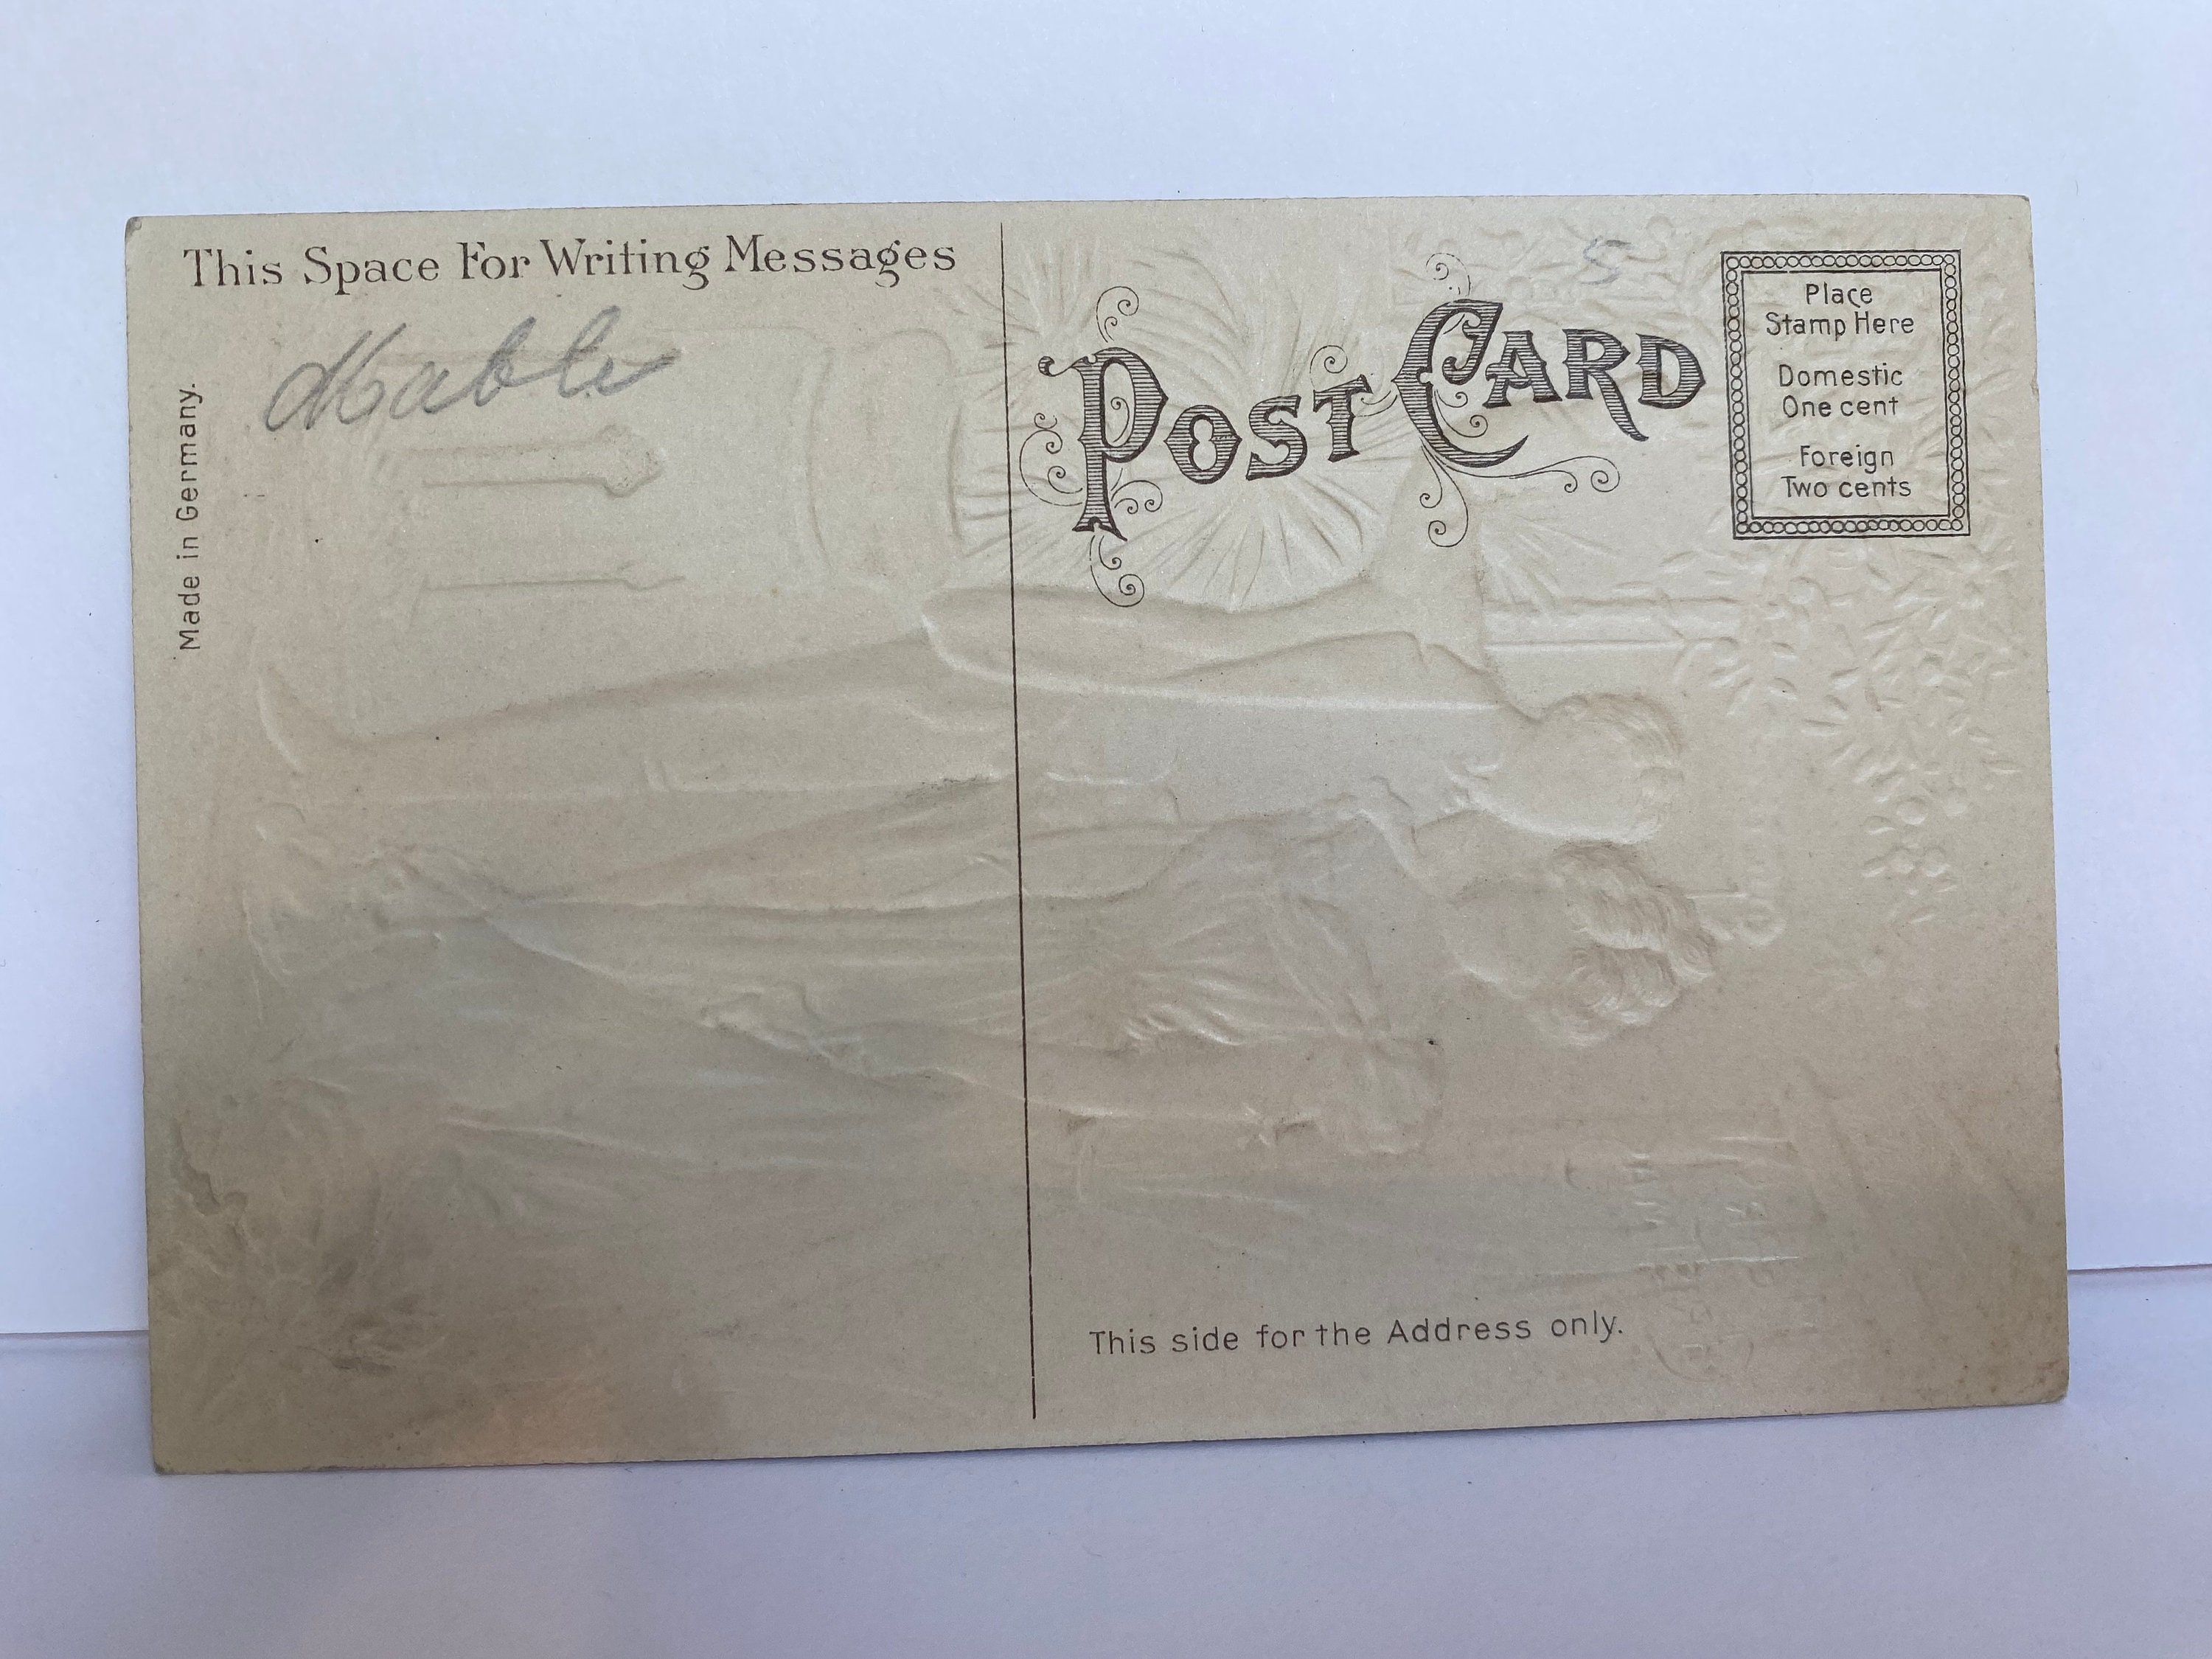 This Space For Writing Messages
Mable
Made in Germany.
5
POST CARD
Place
Stamp Here
Domestic
One cent
Foreign
Two cents
This side for the Address only.